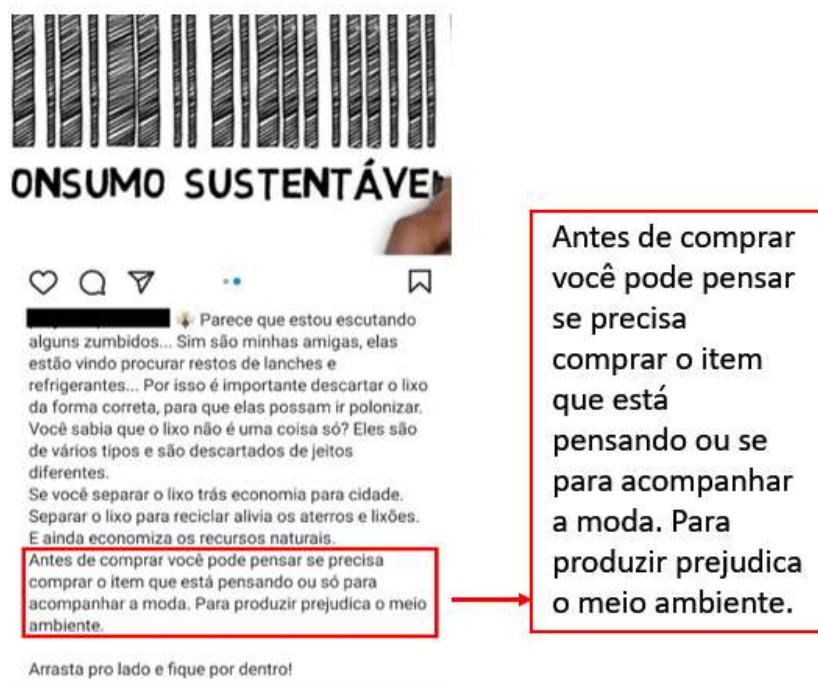 ONSUMO SUSTENTÁVE
Parece que estou escutando
alguns zumbidos... Sim são minhas amigas, elas
estão vindo procurar restos de lanches e
refrigerantes... Por isso é importante descartar o lixo
da forma correta, para que elas possam ir polonizar.
Você sabia que o lixo não é uma coisa só? Eles são
de vários tipos e são descartados de jeitos
diferentes.
Se você separar o lixo trás economia para cidade.
Separar o lixo para reciclar alivia os aterros e lixões.
E ainda economiza os recursos naturais.
Antes de comprar você pode pensar se precisa
comprar o item que está pensando ou só para
acompanhar a moda. Para produzir prejudica o meio
ambiente.
Arrasta pro lado e fique por dentro!
Antes de comprar
você pode pensar
se precisa
comprar o item
que está
pensando ou se
para acompanhar
a moda. Para
produzir prejudica
o meio ambiente.